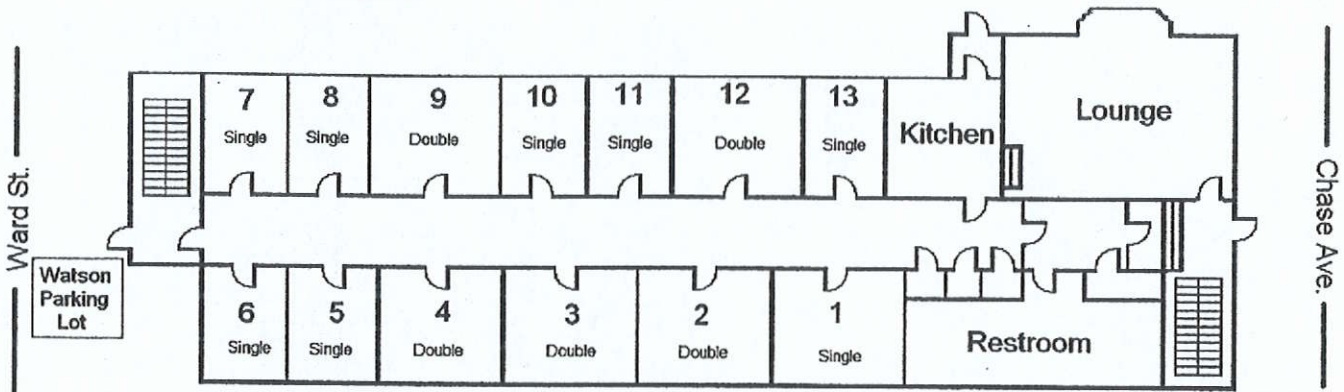 7
Single
8
Single
9
Double
10
Single
11
Single
12
Double
13
Single
Kitchen
Lounge
Ward St.
Chase Ave.
Watson
Parking
Lot
6
Single
5
Single
4
Double
3
Double
2
Double
1
Single
Restroom